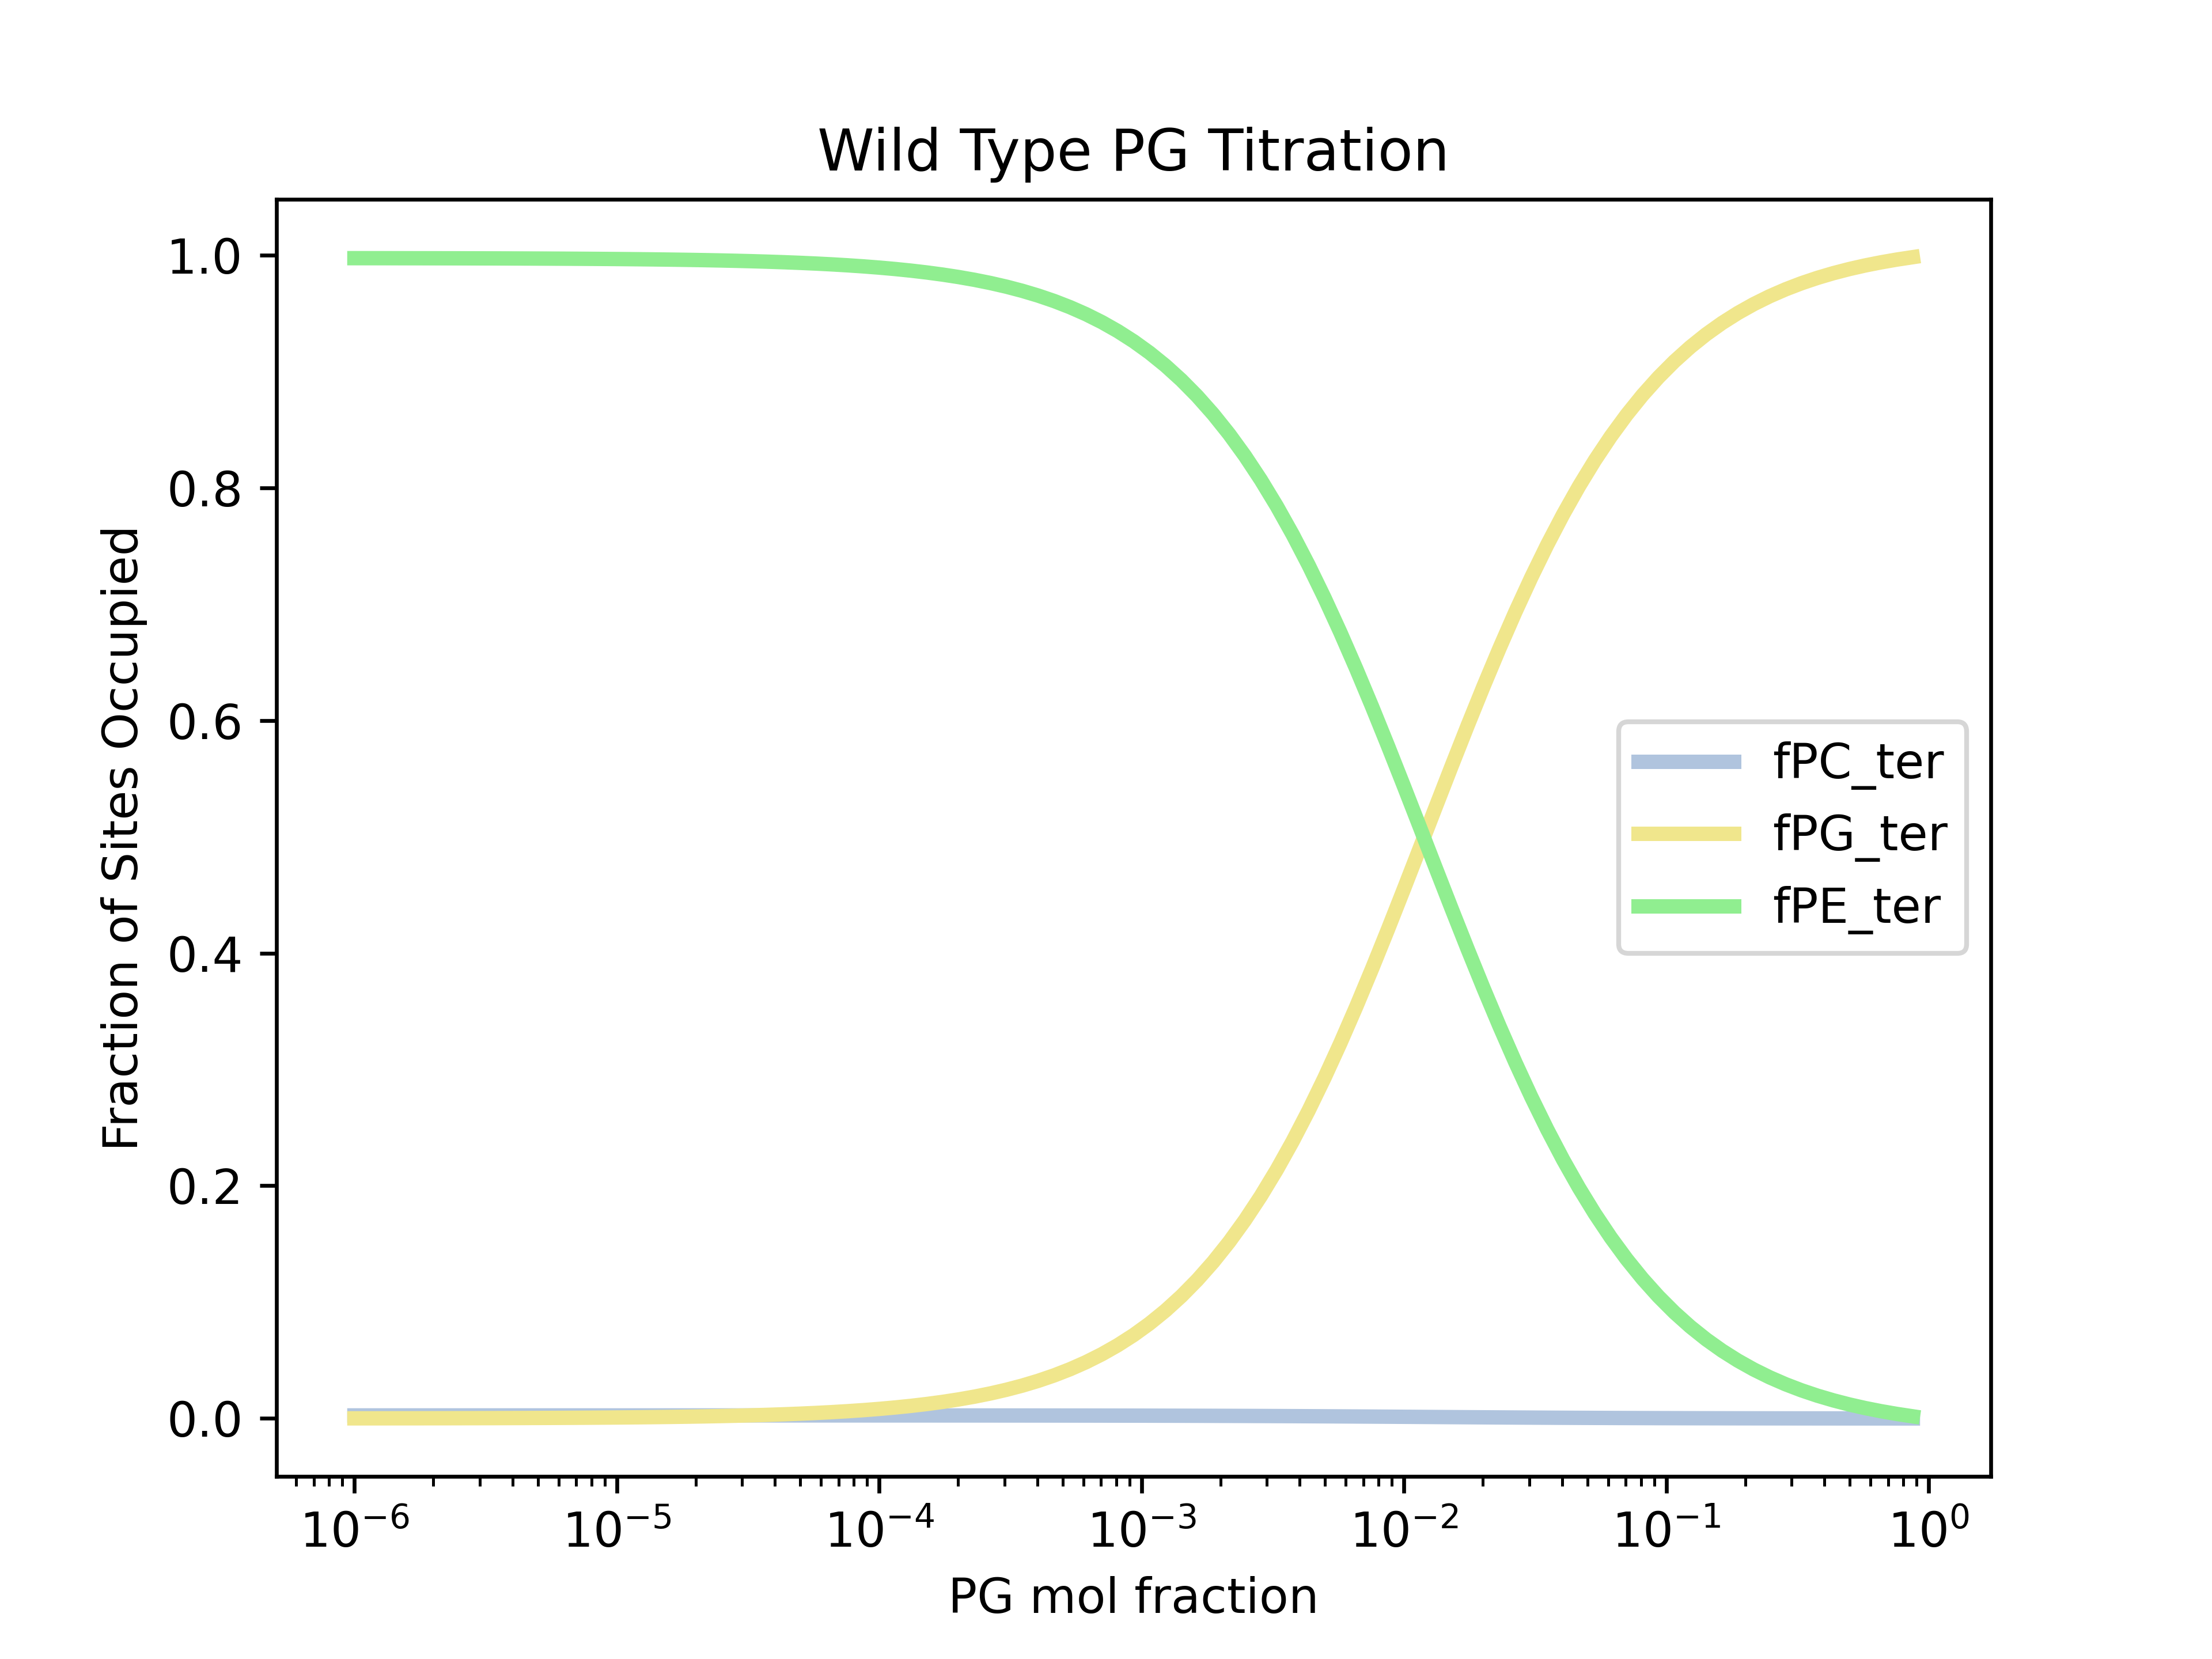 Wild Type PG Titration
Fraction of Sites Occupied
1.0
0.8
0.6
0.4
0.2
0.0
fPC_ter
fPG_ter
fPE_ter
10⁻⁶ 10⁻⁵ 10⁻⁴ 10⁻³ 10⁻² 10⁻¹ 10⁰
PG mol fraction